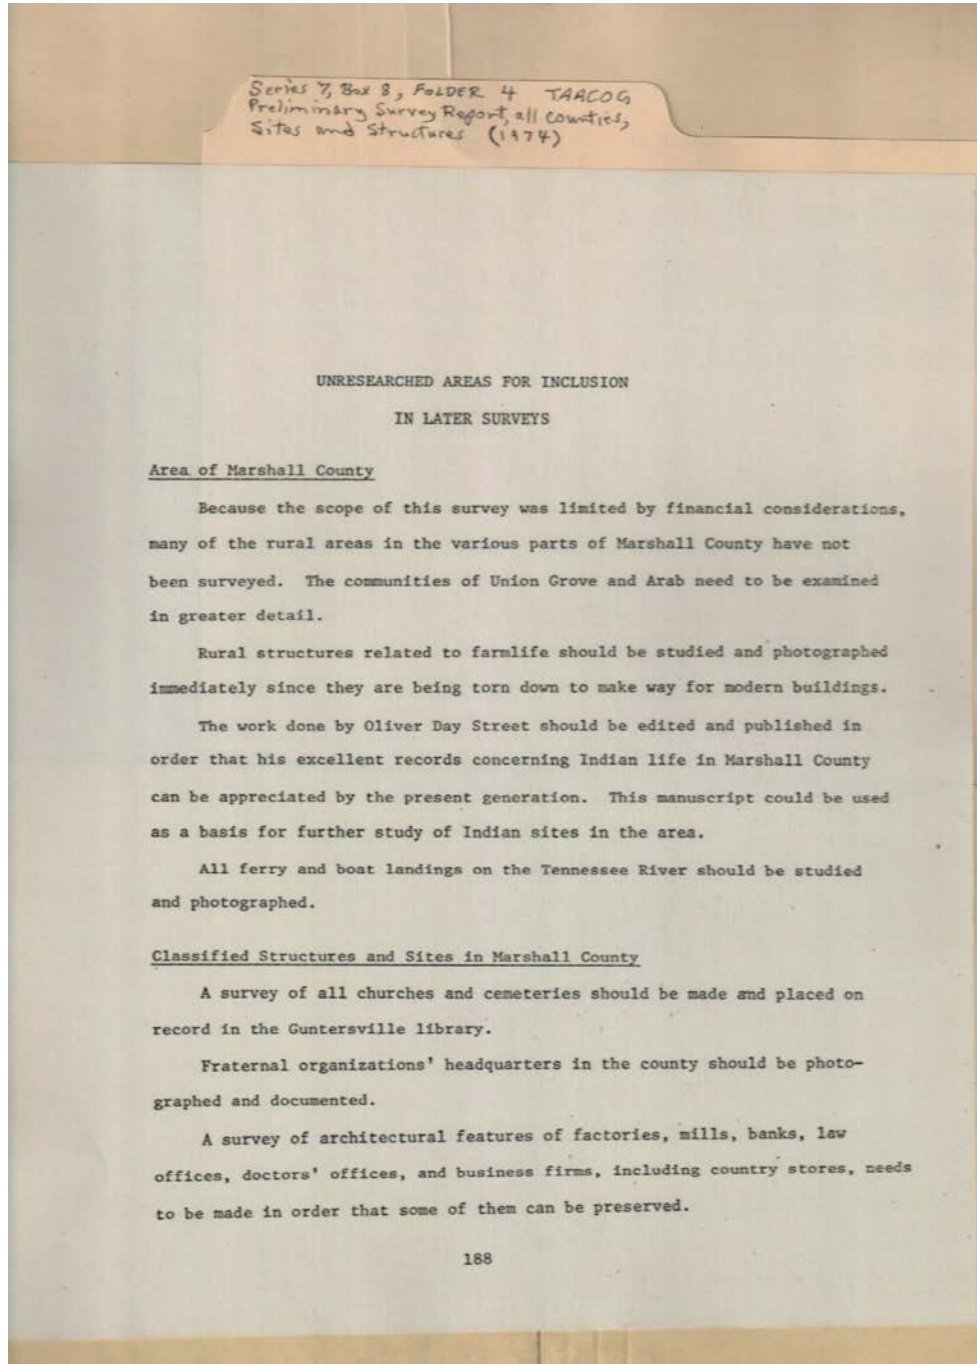 Series 7, Box 8, FOLDER 4 TAACOG
Preliminary Survey Report, all Counties,
Sites and Structures (1974)
UNRESEARCHED AREAS FOR INCLUSION
IN LATER SURVEYS
Area of Marshall County
Because the scope of this survey was limited by financial considerations,
many of the rural areas in the various parts of Marshall County have not
been surveyed. The communities of Union Grove and Arab need to be examined
in greater detail.
Rural structures related to farmlife should be studied and photographed
immediately since they are being torn down to make way for modern buildings.
The work done by Oliver Day Street should be edited and published in
order that his excellent records concerning Indian life in Marshall County
can be appreciated by the present generation. This manuscript could be used
as a basis for further study of Indian sites in the area.
All ferry and boat landings on the Tennessee River should be studied
and photographed.
Classified Structures and Sites in Marshall County
A survey of all churches and cemeteries should be made and placed on
record in the Guntersville library.
Fraternal organizations' headquarters in the county should be photo-
graphed and documented.
A survey of architectural features of factories, mills, banks, law
offices, doctors' offices, and business firms, including country stores, needs
to be made in order that some of them can be preserved.
188